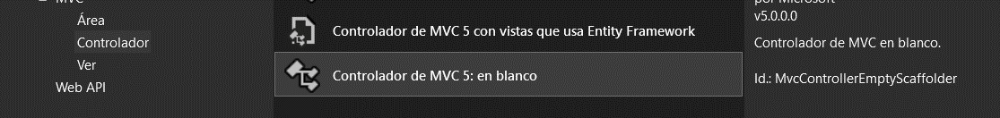 MVC
Área
Controlador
Ver
Web API
Controlador de MVC 5 con vistas que usa Entity Framework
Controlador de MVC 5: en blanco
por Microsoft
v5.0.0.0
Controlador de MVC en blanco.
Id.: MvcControllerEmptyScaffolder